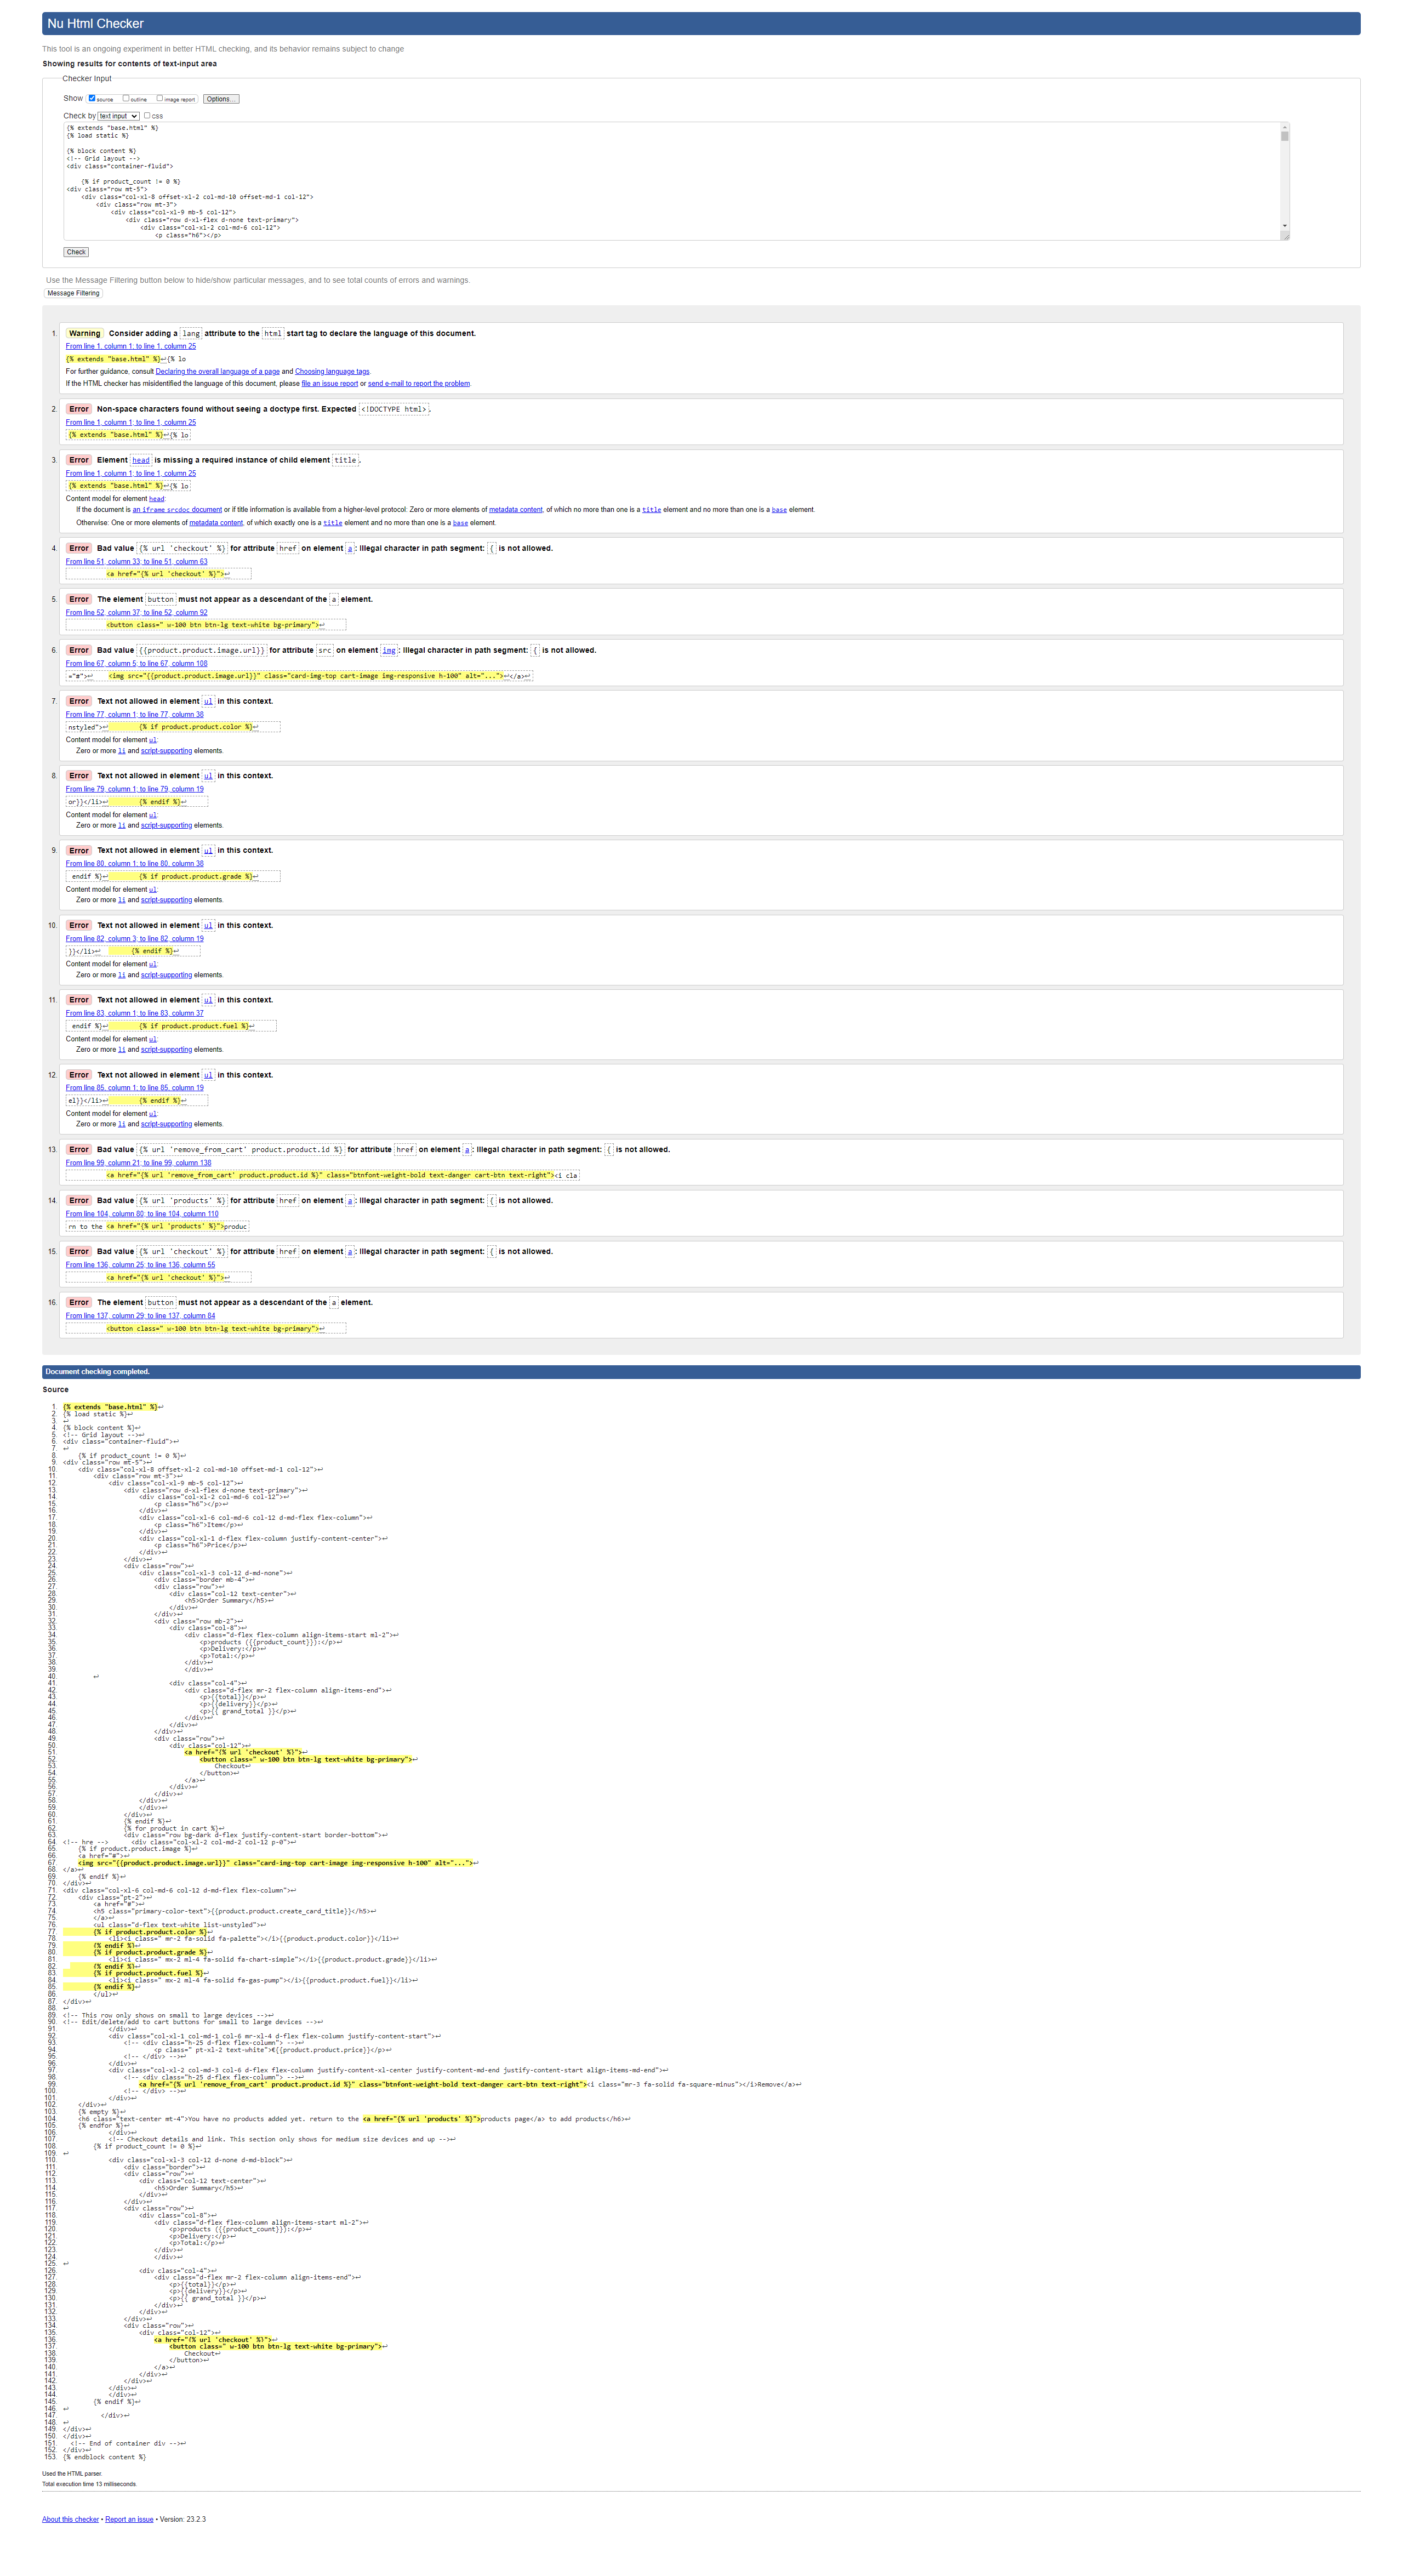 Nu Html Checker
This tool is an ongoing experiment in better HTML checking, and its behavior remains subject to change
Showing results for contents of text-input area
Checker Input
Show source outline image report Options...
Check by text input css
{% extends "base.html" %}
{% load static %}
{% block content %}
<!-- Grid layout -->
<div class="container-fluid">
{% if product_count != 0 %}
<div class="row mt-5">
<div class="col-xl-8 offset-xl-2 col-md-10 offset-md-1 col-12">
<div class="row mt-3">
<div class="col-xl-9 mb-5 col-12">
<div class="row d-xl-flex d-none text-primary">
<div class="col-xl-2 col-md-6 col-12">
<p class="h6"></p>
Check
Use the Message Filtering button below to hide/show particular messages, and to see total counts of errors and warnings.
Message Filtering
1. Warning Consider adding a lang attribute to the html start tag to declare the language of this document.
From line 1, column 1; to line 1, column 25
{% extends "base.html" %}↩{% lo
For further guidance, consult Declaring the overall language of a page and Choosing language tags.
If the HTML checker has misidentified the language of this document, please file an issue report or send e-mail to report the problem.
2. Error Non-space characters found without seeing a doctype first. Expected <!DOCTYPE html>.
From line 1, column 1; to line 1, column 25
{% extends "base.html" %}↩{% lo
3. Error Element head is missing a required instance of child element title.
From line 1, column 1; to line 1, column 25
{% extends "base.html" %}↩{% lo
Content model for element head:
If the document is an iframe srcdoc document or if title information is available from a higher-level protocol: Zero or more elements of metadata content, of which no more than one is a title element and no more than one is a base element.
Otherwise: One or more elements of metadata content, of which exactly one is a title element and no more than one is a base element.
4. Error Bad value {% url 'checkout' %} for attribute href on element a: Illegal character in path segment: { is not allowed.
From line 51, column 33; to line 51, column 63
<a href="{% url 'checkout' %}">↩
5. Error The element button must not appear as a descendant of the a element.
From line 52, column 37; to line 52, column 92
<button class=" w-100 btn btn-lg text-white bg-primary">↩
6. Error Bad value {{product.product.image.url}} for attribute src on element img: Illegal character in path segment: { is not allowed.
From line 67, column 5; to line 67, column 108
="#">↩ <img src="{{product.product.image.url}}" class="card-img-top cart-image img-responsive h-100" alt="...">↩</a>↩
7. Error Text not allowed in element ul in this context.
From line 77, column 1; to line 77, column 38
nstyled">↩ {% if product.product.color %}↩
Content model for element ul:
Zero or more li and script-supporting elements.
8. Error Text not allowed in element ul in this context.
From line 79, column 1; to line 79, column 19
or}}</li>↩ {% endif %}↩
Content model for element ul:
Zero or more li and script-supporting elements.
9. Error Text not allowed in element ul in this context.
From line 80, column 1; to line 80, column 38
endif %}↩ {% if product.product.grade %}↩
Content model for element ul:
Zero or more li and script-supporting elements.
10. Error Text not allowed in element ul in this context.
From line 82, column 3; to line 82, column 19
}}</li>↩ {% endif %}↩
Content model for element ul:
Zero or more li and script-supporting elements.
11. Error Text not allowed in element ul in this context.
From line 83, column 1; to line 83, column 37
endif %}↩ {% if product.product.fuel %}↩
Content model for element ul:
Zero or more li and script-supporting elements.
12. Error Text not allowed in element ul in this context.
From line 85, column 1; to line 85, column 19
el}}</li>↩ {% endif %}↩
Content model for element ul:
Zero or more li and script-supporting elements.
13. Error Bad value {% url 'remove_from_cart' product.product.id %} for attribute href on element a: Illegal character in path segment: { is not allowed.
From line 99, column 21; to line 99, column 138
<a href="{% url 'remove_from_cart' product.product.id %}" class="btnfont-weight-bold text-danger cart-btn text-right"><i cla
14. Error Bad value {% url 'products' %} for attribute href on element a: Illegal character in path segment: { is not allowed.
From line 104, column 80; to line 104, column 110
rn to the <a href="{% url 'products' %}">produc
15. Error Bad value {% url 'checkout' %} for attribute href on element a: Illegal character in path segment: { is not allowed.
From line 136, column 25; to line 136, column 55
<a href="{% url 'checkout' %}">↩
16. Error The element button must not appear as a descendant of the a element.
From line 137, column 29; to line 137, column 84
<button class=" w-100 btn btn-lg text-white bg-primary">↩
Document checking completed.
Source
1. {% extends "base.html" %}↩
2. {% load static %}↩
3. ↩
4. {% block content %}↩
5. <!-- Grid layout -->↩
6. <div class="container-fluid">↩
7. ↩
8. {% if product_count != 0 %}↩
9. <div class="row mt-5">↩
10. <div class="col-xl-8 offset-xl-2 col-md-10 offset-md-1 col-12">↩
11. <div class="row mt-3">↩
12. <div class="col-xl-9 mb-5 col-12">↩
13. <div class="row d-xl-flex d-none text-primary">↩
14. <div class="col-xl-2 col-md-6 col-12">↩
15. <p class="h6"></p>↩
16. </div>↩
17. <div class="col-xl-6 col-md-6 col-12 d-md-flex flex-column">↩
18. <p class="h6">Item</p>↩
19. </div>↩
20. <div class="col-xl-1 d-flex flex-column justify-content-center">↩
21. <p class="h6">Price</p>↩
22. </div>↩
23. </div>↩
24. <div class="row">↩
25. <div class="col-xl-3 col-12 d-md-none">↩
26. <div class="border mb-4">↩
27. <div class="row">↩
28. <div class="col-12 text-center">↩
29. <h5>Order Summary</h5>↩
30. </div>↩
31. </div>↩
32. <div class="row mb-2">↩
33. <div class="col-8">↩
34. <div class="d-flex flex-column align-items-start ml-2">↩
35. <p>products ({{product_count}}):</p>↩
36. <p>Delivery:</p>↩
37. <p>Total:</p>↩
38. </div>↩
39. </div>↩
40. ↩
41. <div class="col-4">↩
42. <div class="d-flex mr-2 flex-column align-items-end">↩
43. <p>{{total}}</p>↩
44. <p>{{delivery}}</p>↩
45. <p>{{ grand_total }}</p>↩
46. </div>↩
47. </div>↩
48. </div>↩
49. <div class="row">↩
50. <div class="col-12">↩
51. <a href="{% url 'checkout' %}">↩
52. <button class=" w-100 btn btn-lg text-white bg-primary">↩
53. Checkout↩
54. </button>↩
55. </a>↩
56. </div>↩
57. </div>↩
58. </div>↩
59. </div>↩
60. </div>↩
61. {% endif %}↩
62. {% for product in cart %}↩
63. <div class="row bg-dark d-flex justify-content-start border-bottom">↩
64. <!-- hre --> <div class="col-xl-2 col-md-2 col-12 p-0">↩
65. {% if product.product.image %}↩
66. <a href="#">↩
67. <img src="{{product.product.image.url}}" class="card-img-top cart-image img-responsive h-100" alt="...">↩
68. </a>↩
69. {% endif %}↩
70. </div>↩
71. <div class="col-xl-6 col-md-6 col-12 d-md-flex flex-column">↩
72. <div class="pt-2">↩
73. <a href="#">↩
74. <h5 class="primary-color-text">{{product.product.create_card_title}}</h5>↩
75. </a>↩
76. <ul class="d-flex text-white list-unstyled">↩
77. {% if product.product.color %}↩
78. <li><i class=" mr-2 fa-solid fa-palette"></i>{{product.product.color}}</li>↩
79. {% endif %}↩
80. {% if product.product.grade %}↩
81. <li><i class=" mx-2 ml-4 fa-solid fa-chart-simple"></i>{{product.product.grade}}</li>↩
82. {% endif %}↩
83. {% if product.product.fuel %}↩
84. <li><i class=" mx-2 ml-4 fa-solid fa-gas-pump"></i>{{product.product.fuel}}</li>↩
85. {% endif %}↩
86. </ul>↩
87. </div>↩
88. ↩
89. <!-- This row only shows on small to large devices -->↩
90. <!-- Edit/delete/add to cart buttons for small to large devices -->↩
91. </div>↩
92. <div class="col-xl-1 col-md-1 col-6 mr-xl-4 d-flex flex-column justify-content-start">↩
93. <!-- <div class="h-25 d-flex flex-column"> -->↩
94. <p class=" pt-xl-2 text-white">€{{product.product.price}}</p>↩
95. <!-- </div> -->↩
96. </div>↩
97. <div class="col-xl-2 col-md-3 col-6 d-flex flex-column justify-content-xl-center justify-content-md-end justify-content-start align-items-md-end">↩
98. <!-- <div class="h-25 d-flex flex-column"> -->↩
99. <a href="{% url 'remove_from_cart' product.product.id %}" class="btnfont-weight-bold text-danger cart-btn text-right"><i class="mr-3 fa-solid fa-square-minus"></i>Remove</a>↩
100. <!-- </div> -->↩
101. </div>↩
102. </div>↩
103. {% empty %}↩
104. <h6 class="text-center mt-4">You have no products added yet. return to the <a href="{% url 'products' %}">products page</a> to add products</h6>↩
105. {% endfor %}↩
106. </div>↩
107. <!-- Checkout details and link. This section only shows for medium size devices and up -->↩
108. {% if product_count != 0 %}↩
109. ↩
110. <div class="col-xl-3 col-12 d-none d-md-block">↩
111. <div class="border">↩
112. <div class="row">↩
113. <div class="col-12 text-center">↩
114. <h5>Order Summary</h5>↩
115. </div>↩
116. </div>↩
117. <div class="row">↩
118. <div class="col-8">↩
119. <div class="d-flex flex-column align-items-start ml-2">↩
120. <p>products ({{product_count}}):</p>↩
121. <p>Delivery:</p>↩
122. <p>Total:</p>↩
123. </div>↩
124. </div>↩
125. ↩
126. <div class="col-4">↩
127. <div class="d-flex mr-2 flex-column align-items-end">↩
128. <p>{{total}}</p>↩
129. <p>{{delivery}}</p>↩
130. <p>{{ grand_total }}</p>↩
131. </div>↩
132. </div>↩
133. </div>↩
134. <div class="row">↩
135. <div class="col-12">↩
136. <a href="{% url 'checkout' %}">↩
137. <button class=" w-100 btn btn-lg text-white bg-primary">↩
138. Checkout↩
139. </button>↩
140. </a>↩
141. </div>↩
142. </div>↩
143. </div>↩
144. </div>↩
145. {% endif %}↩
146. ↩
147. </div>↩
148. ↩
149. </div>↩
150. </div>↩
151. <!-- End of container div -->↩
152. </div>↩
153. {% endblock content %}
Used the HTML parser.
Total execution time 13 milliseconds.
About this checker • Report an issue • Version: 23.2.3